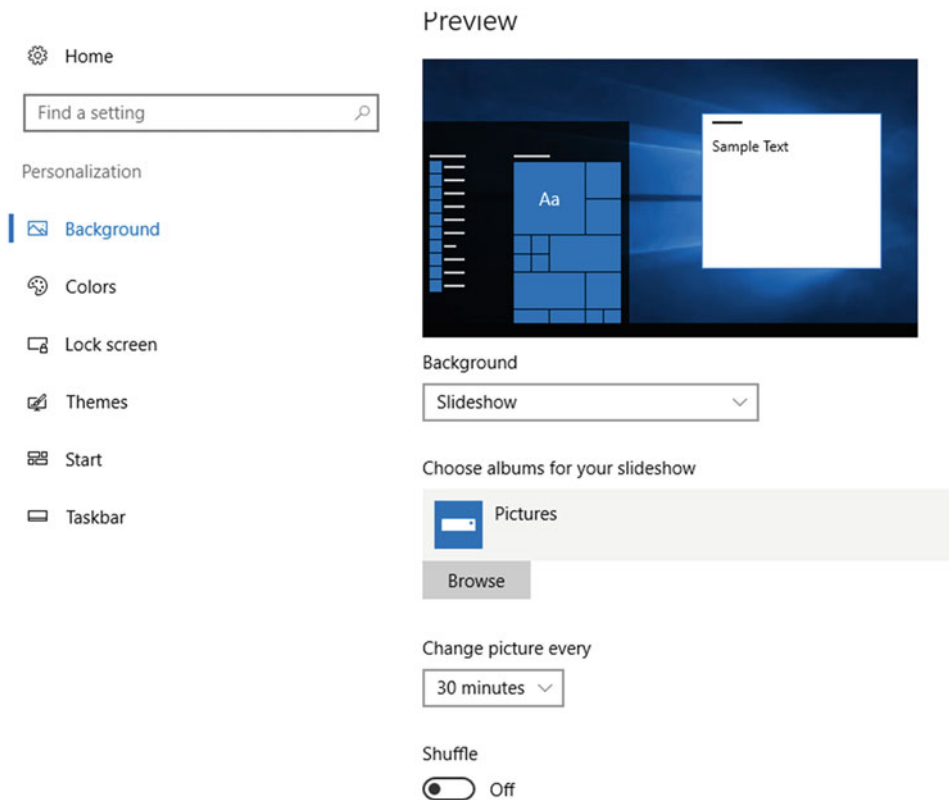 Home
Find a setting
Personalization
Background
Colors
Lock screen
Themes
Start
Taskbar
Preview
Aa
Sample Text
Background
Slideshow
Choose albums for your slideshow
Pictures
Browse
Change picture every
30 minutes
Shuffle
Off